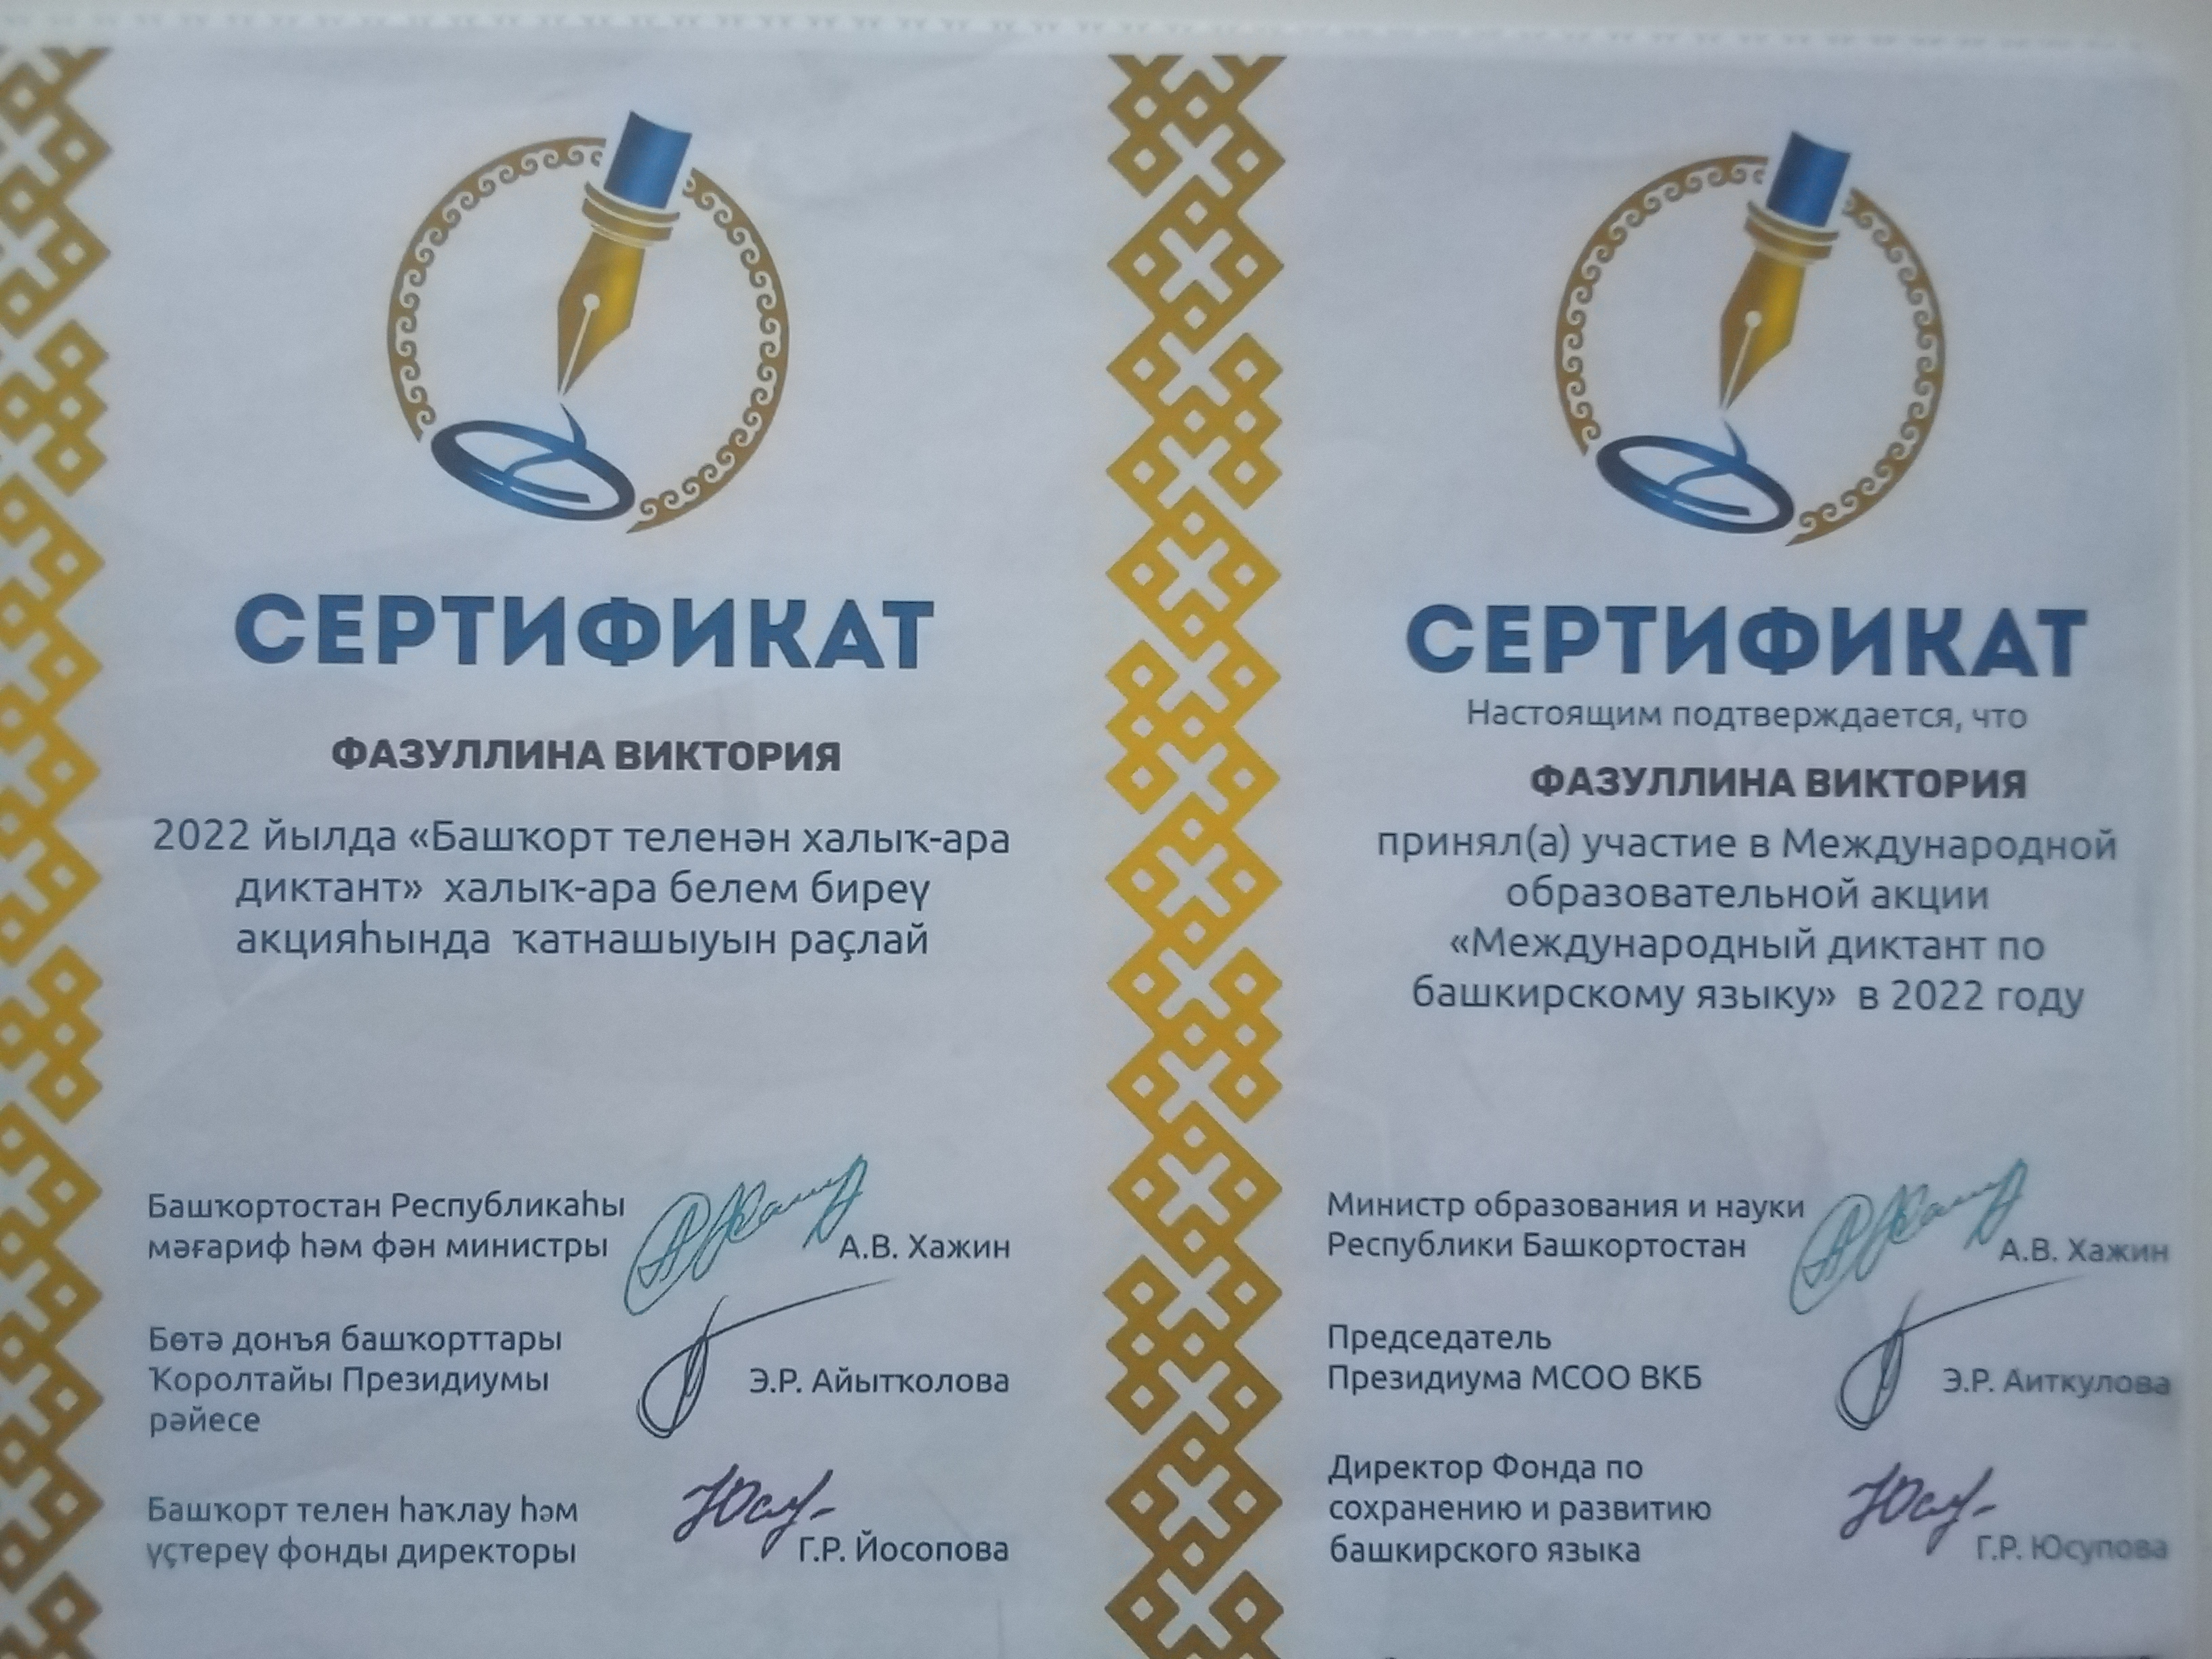 СЕРТИФИКАТ
ФАЗУЛЛИНА ВИКТОРИЯ
2022 йылда «Башҡорт теленән халыҡ-ара
диктант» халыҡ-ара белем биреү
акцияһында ҡатнашыуын раҫлай
Башҡортостан Республикаһы
мәғариф һәм фән министры
А.В. Хажин
Бөтә донъя башҡорттары
Ҡоролтайы Президиумы
рәйесе
Э.Р. Айытҡолова
Башҡорт телен һаҡлау һәм
үҫтереү фонды директоры
Г.Р. Йосопова
СЕРТИФИКАТ
Настоящим подтверждается, что
ФАЗУЛЛИНА ВИКТОРИЯ
принял(а) участие в Международной
образовательной акции
«Международный диктант по
башкирскому языку» в 2022 году
Министр образования и науки
Республики Башкортостан
А.В. Хажин
Председатель
Президиума МСОО ВКБ
Э.Р. Аиткулова
Директор Фонда по
сохранению и развитию
башкирского языка
Г.Р. Юсупова